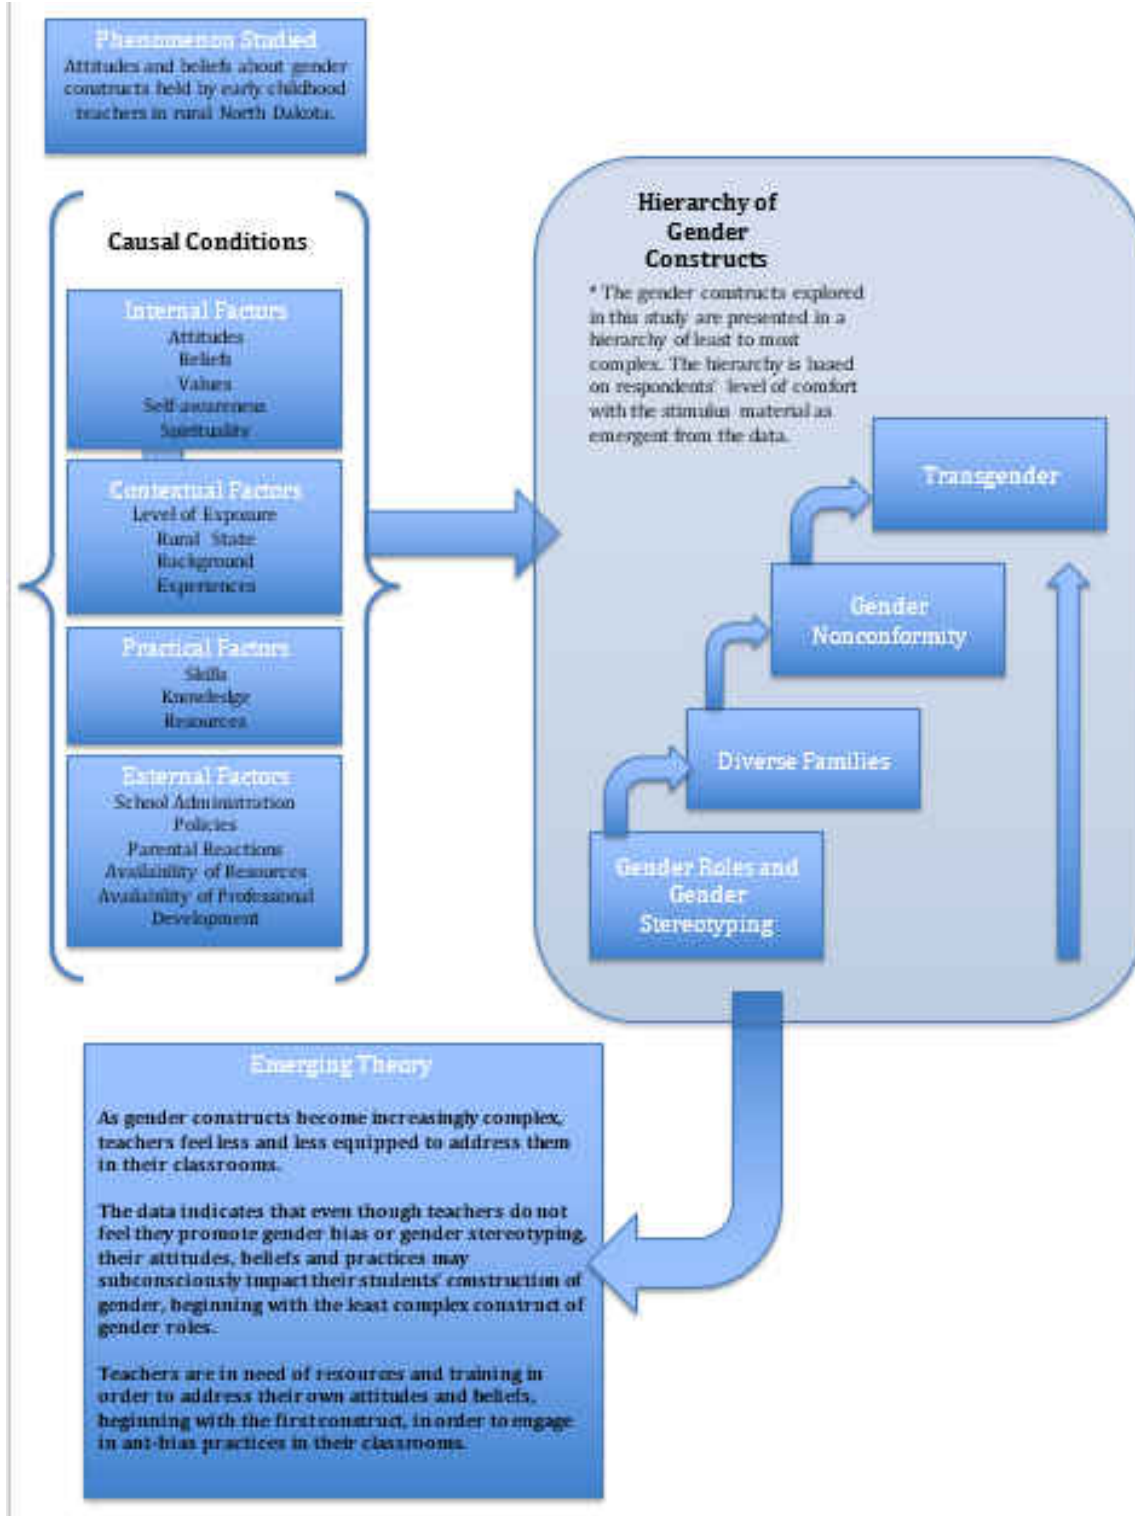 Phenomenon Studied
Attitudes and beliefs about gender
constructs held by early childhood
teachers in rural North Dakota.
Causal Conditions
Internal Factors
Attitudes
Beliefs
Values
Self-awareness
Spirituality
Contextual Factors
Level of Exposure
Rural State
Background
Experiences
Practical Factors
Skills
Knowledge
Resources
External Factors
School Administration
Policies
Parental Reactions
Availability of Resources
Availability of Professional
Development
Hierarchy of
Gender
Constructs
* The gender constructs explored
in this study are presented in a
hierarchy of least to most
complex. The hierarchy is based
on respondents' level of comfort
with the stimulus material as
emergent from the data.
Transgender
Gender
Nonconformity
Diverse Families
Gender Roles and
Gender
Stereotyping
Emerging Theory
As gender constructs become increasingly complex,
teachers feel less and less equipped to address them
in their classrooms.
The data indicates that even though teachers do not
feel they promote gender bias or gender stereotyping,
their attitudes, beliefs and practices may
subconsciously impact their students' construction of
gender, beginning with the least complex construct of
gender roles.
Teachers are in need of resources and training in
order to address their own attitudes and beliefs,
beginning with the first construct, in order to engage
in ant-bias practices in their classrooms.